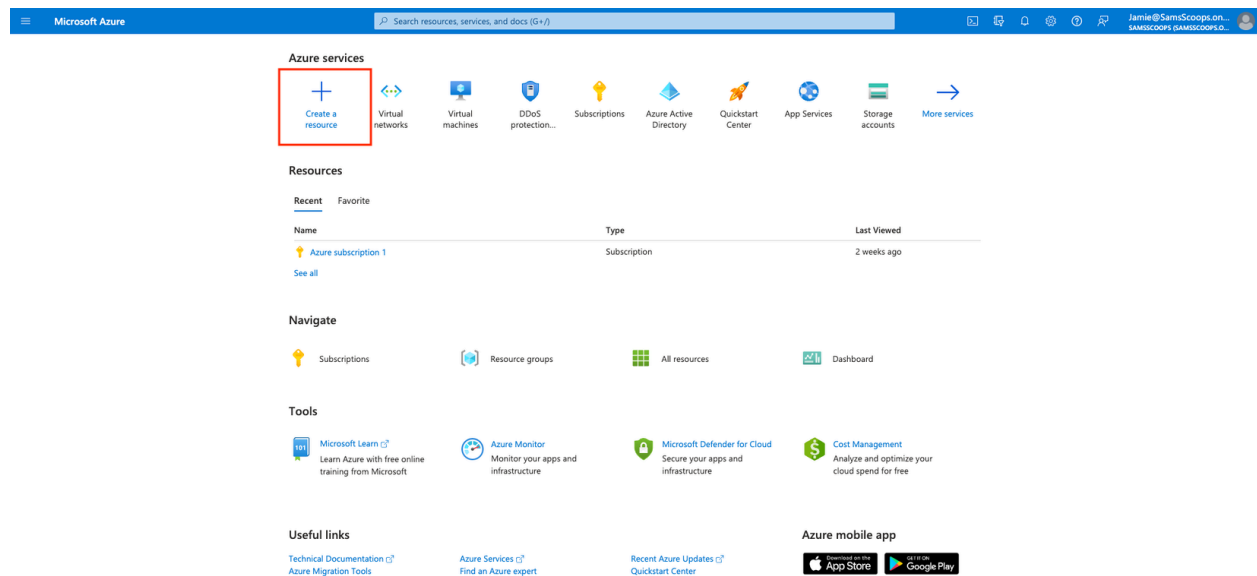 Microsoft Azure
Search resources, services, and docs (G+/)
Jamie@SamsScoops.on...
SAMSSCOOPS (SAMSSCOOPS.O...
Azure services
Create a resource
Virtual networks
Virtual machines
DDoS protection...
Subscriptions
Azure Active Directory
Quickstart Center
App Services
Storage accounts
More services
Resources
Recent
Favorite
Name
Type
Last Viewed
Azure subscription 1
Subscription
2 weeks ago
See all
Navigate
Subscriptions
Resource groups
All resources
Dashboard
Tools
101
Microsoft Learn
Learn Azure with free online
training from Microsoft
Azure Monitor
Monitor your apps and
infrastructure
Microsoft Defender for Cloud
Secure your apps and
infrastructure
Cost Management
Analyze and optimize your
cloud spend for free
Useful links
Technical Documentation
Azure Migration Tools
Azure Services
Find an Azure expert
Recent Azure Updates
Quickstart Center
Azure mobile app
Download on the
App Store
GET IT ON
Google Play